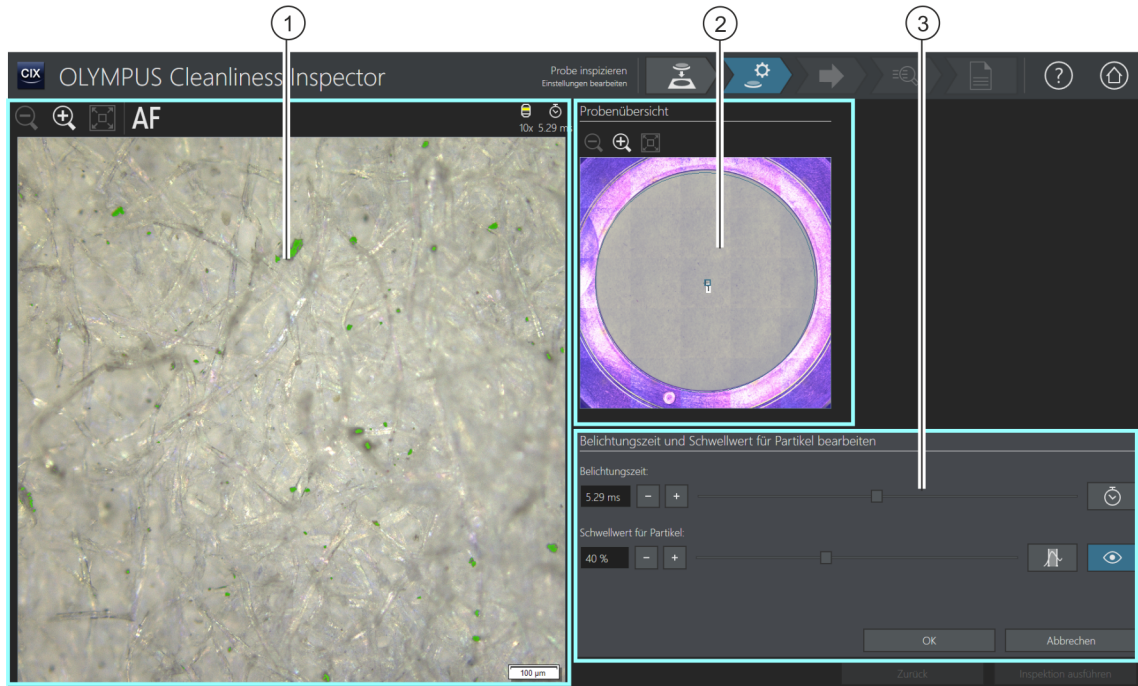 1 2 3
CIX OLYMPUS Cleanliness Inspector
Probe inspizieren
Einstellungen bearbeiten
?
AF
10x 5.29 ms
Probenübersicht
1
Belichtungszeit und Schwellwert für Partikel bearbeiten
Belichtungszeit:
5.29 ms - +
Schwellwert für Partikel:
40 % - +
OK Abbrechen
100 µm
Zurück Inspektion ausführen